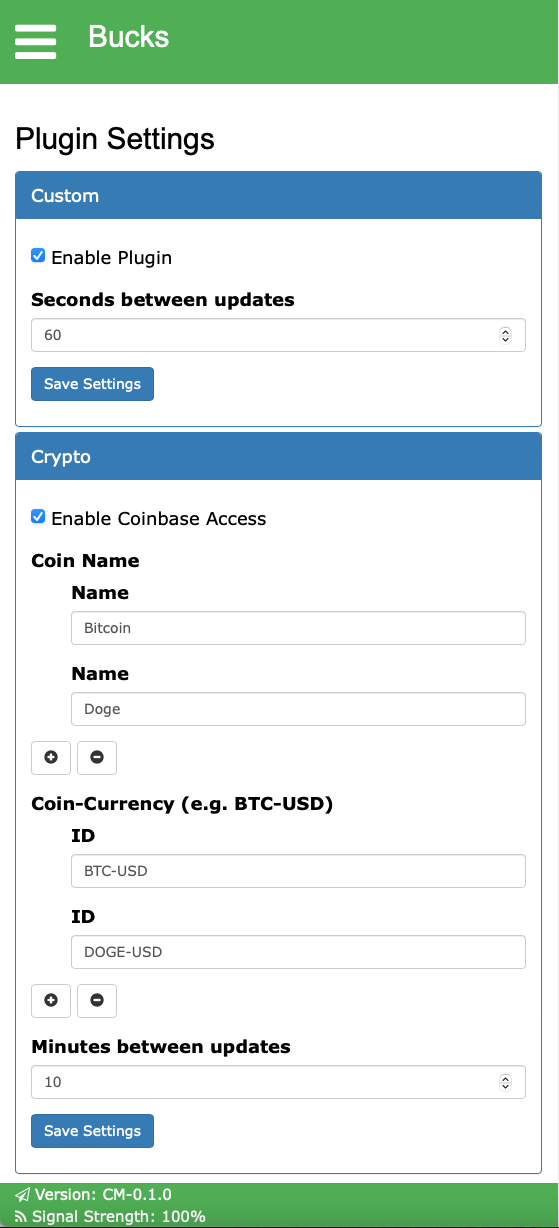 Bucks
Plugin Settings
Custom
Enable Plugin
Seconds between updates
60
Save Settings
Crypto
Enable Coinbase Access
Coin Name
Name
Bitcoin
Name
Doge
Coin-Currency (e.g. BTC-USD)
ID
BTC-USD
ID
DOGE-USD
Minutes between updates
10
Save Settings
Version: CM-0.1.0
Signal Strength: 100%